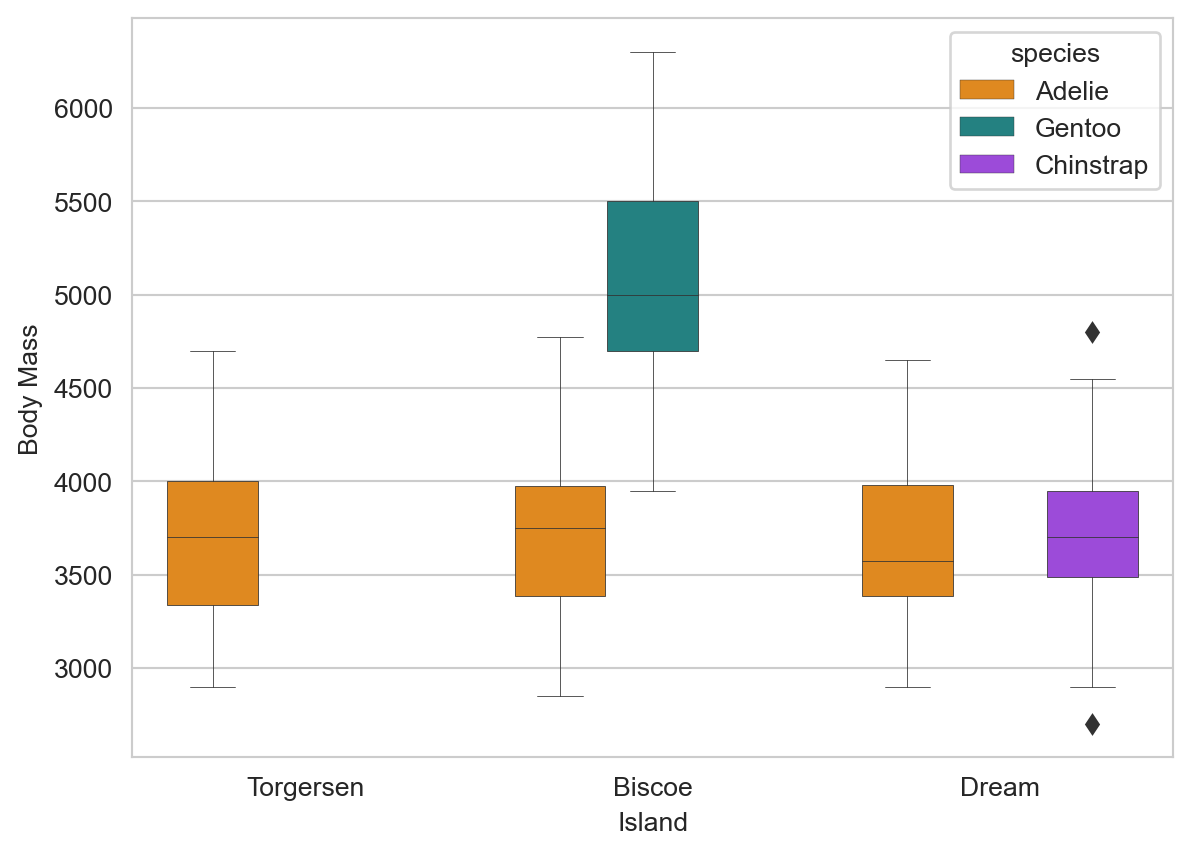 species
Adelie
Gentoo
Chinstrap
Body Mass
6000
5500
5000
4500
4000
3500
3000
Torgersen
Biscoe
Dream
Island